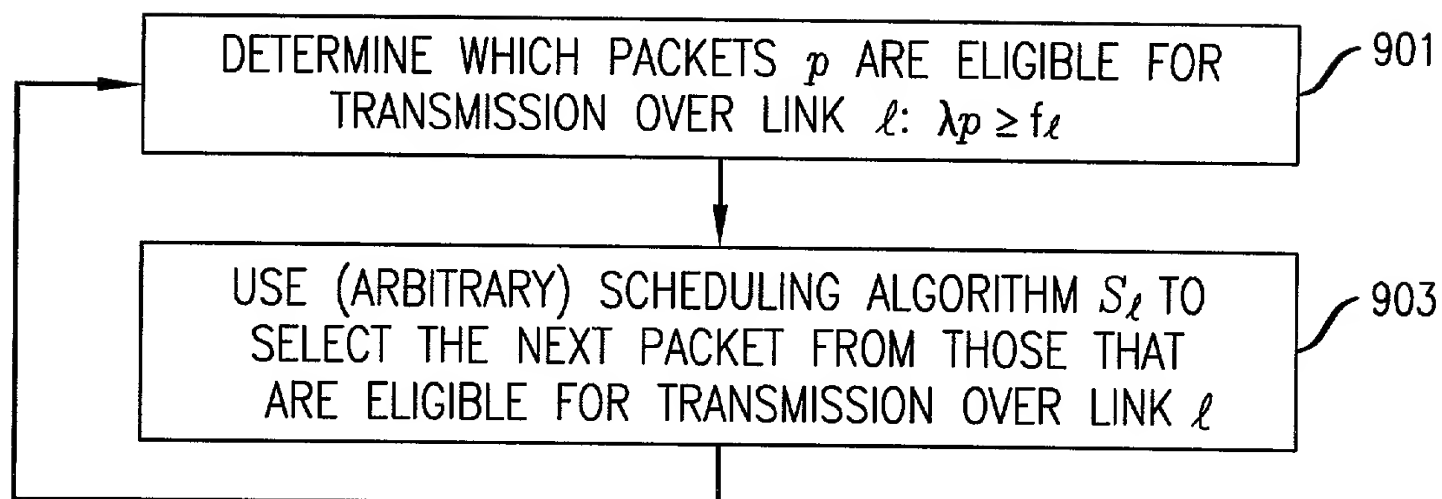 DETERMINE WHICH PACKETS p ARE ELIGIBLE FOR
TRANSMISSION OVER LINK ℓ: λp ≥ fℓ
901
USE (ARBITRARY) SCHEDULING ALGORITHM Sℓ TO
SELECT THE NEXT PACKET FROM THOSE THAT
ARE ELIGIBLE FOR TRANSMISSION OVER LINK ℓ
903